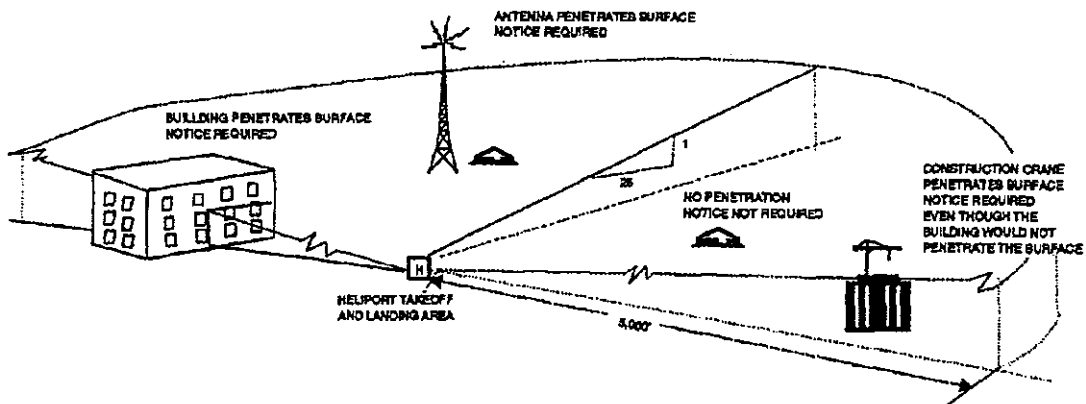 ANTENNA PENETRATES SURFACE
NOTICE REQUIRED
BUILLDING PENETRATES SURFACE
NOTICE REQUIRED
1
25
NO PENETRATION
NOTICE NOT REQUIRED
CONSTRUCTION CRANE
PENETRATES SURFACE
NOTICE REQUIRED
EVEN THOUGH THE
BUILDING WOULD NOT
PENETRATE THE SURFACE
H
HELIPORT TAKEOFF
AND LANDING AREA
5,000'